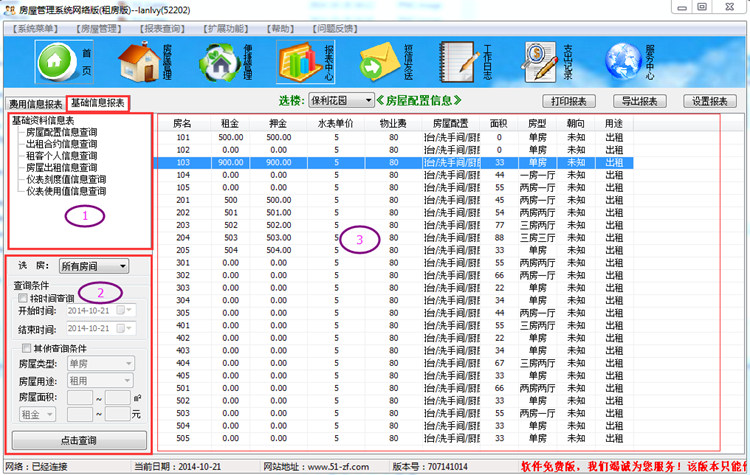 房屋管理系统网络版(租房版)--lanlvy(52202)
【系统菜单】 【房屋管理】 【报表查询】 【扩展功能】 【帮助】 【问题反馈】
首页 房屋管理 便捷管理 报表中心 短信发送 工作日志 支出记录 服务中心
费用信息报表 基础信息报表 选楼: 保利花园 《房屋配置信息》 打印报表 导出报表 设置报表
基础资料信息表
房屋配置信息查询
出租合约信息查询
租客个人信息查询
房屋出租信息查询
仪表刻度值信息查询
仪表使用值信息查询
1
选 房: 所有房间
查询条件
按时间查询 2
开始时间: 2014-10-21
结束时间: 2014-10-21
其他查询条件
房屋类型: 单房
房屋用途: 租用
房屋面积: ~ m²
租金 ~ 元
点击查询
房名 租金 押金 水表单价 物业费 房屋配置 面积 房型 朝向 用途
101 500.00 500.00 5 80 台/洗手间/厨 0 单房 未知 出租
102 0.00 0.00 5 80 台/洗手间/厨 0 单房 未知 出租
103 900.00 900.00 5 80 台/洗手间/厨 33 单房 未知 出租
104 0.00 0.00 5 80 台/洗手间/厨 44 一房一厅 未知 出租
105 0.00 0.00 5 80 台/洗手间/厨 55 两房一厅 未知 出租
201 500 500.00 5 80 台/洗手间/厨 45 两房一厅 未知 出租
202 501 501.00 5 80 台/洗手间/厨 54 两房两厅 未知 出租
203 502 502.00 5 80 台/洗手间/厨 77 三房两厅 未知 出租
204 503 503.00 5 80 台/洗手间/厨 88 三房三厅 未知 出租
205 504 504.00 5 80 台/洗手间/厨 33 单房 未知 出租
3
301 0.00 0.00 5 80 台/洗手间/厨 55 两房两厅 未知 出租
302 0.00 0.00 5 80 台/洗手间/厨 66 两房一厅 未知 出租
303 0.00 0.00 5 80 台/洗手间/厨 22 单房 未知 出租
304 0.00 0.00 5 80 台/洗手间/厨 34 单房 未知 出租
305 0.00 0.00 5 80 台/洗手间/厨 44 两房一厅 未知 出租
401 0.00 0.00 5 80 台/洗手间/厨 55 三房两厅 未知 出租
402 0.00 0.00 5 80 台/洗手间/厨 22 单房 未知 出租
403 0.00 0.00 5 80 台/洗手间/厨 34 单房 未知 出租
404 0.00 0.00 5 80 台/洗手间/厨 67 三房两厅 未知 出租
405 0.00 0.00 5 80 台/洗手间/厨 33 单房 未知 出租
501 0.00 0.00 5 80 台/洗手间/厨 66 两房两厅 未知 出租
502 0.00 0.00 5 80 台/洗手间/厨 33 单房 未知 出租
503 0.00 0.00 5 80 台/洗手间/厨 55 两房一厅 未知 出租
504 0.00 0.00 5 80 台/洗手间/厨 34 单房 未知 出租
505 0.00 0.00 5 80 台/洗手间/厨 33 单房 未知 出租
网络：已经连接 当前日期：2014-10-21 网站地址：www.51-zf.com 版本号：707141014 软件免费版，我们竭诚为您服务！该版本只能